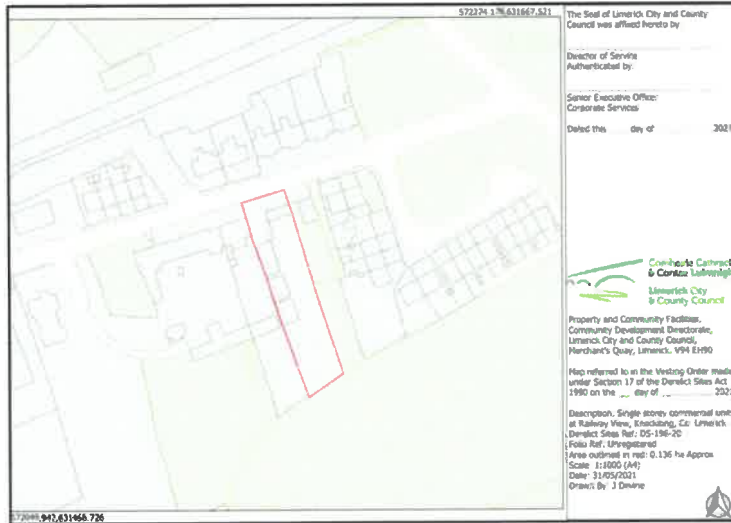 572274.176,631667.521
The Seal of Limerick City and County
Council was affixed hereto by
Director of Service
Authenticated by:
Senior Executive Officer
Corporate Services
Dated this day of 2021
Comhairle Cathrach
& Contae Luimnigh
Limerick City
& County Council
Property and Community Facilities,
Community Development Directorate,
Limerick City and County Council,
Merchant's Quay, Limerick. V94 EH90
Map referred to in the Vesting Order made
under Section 17 of the Derelict Sites Act
1990 on the day of 2021
Description. Single storey commercial unit
at Railway View, Knocklong, Co: Limerick
Derelict Sites Ref: DS-196-20
Folio Ref: Unregistered
Area outlined in red: 0.136 ha Approx
Scale: 1:1000 (A4)
Date: 31/05/2021
Drawn By: J Devine
942,631466.726